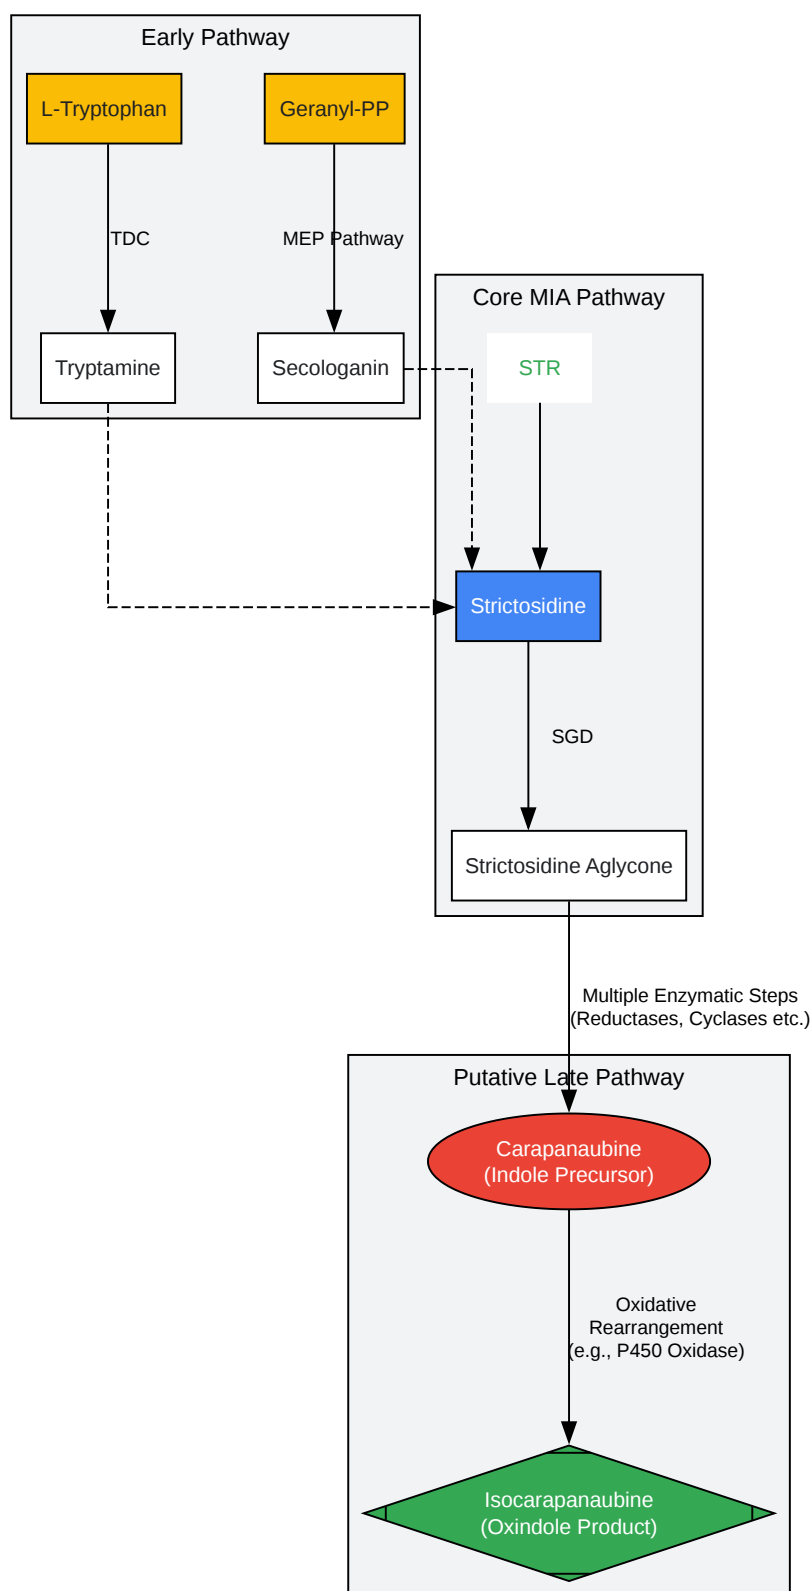 Early Pathway
L-Tryptophan
Geranyl-PP
TDC
MEP Pathway
Tryptamine
Secologanin
Core MIA Pathway
STR
Strictosidine
SGD
Strictosidine Aglycone
Multiple Enzymatic Steps
(Reductases, Cyclases etc.)
Putative Late Pathway
Carapanaubine
(Indole Precursor)
Oxidative
Rearrangement
(e.g., P450 Oxidase)
Isocarapanaubine
(Oxindole Product)